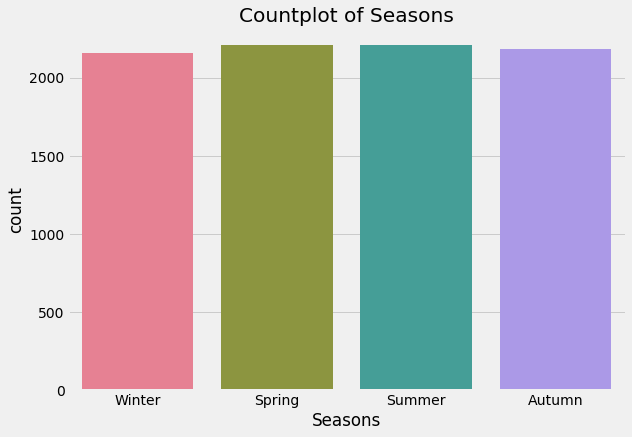 Countplot of Seasons
2000
1500
1000
500
0
count
Winter Spring Summer Autumn
Seasons